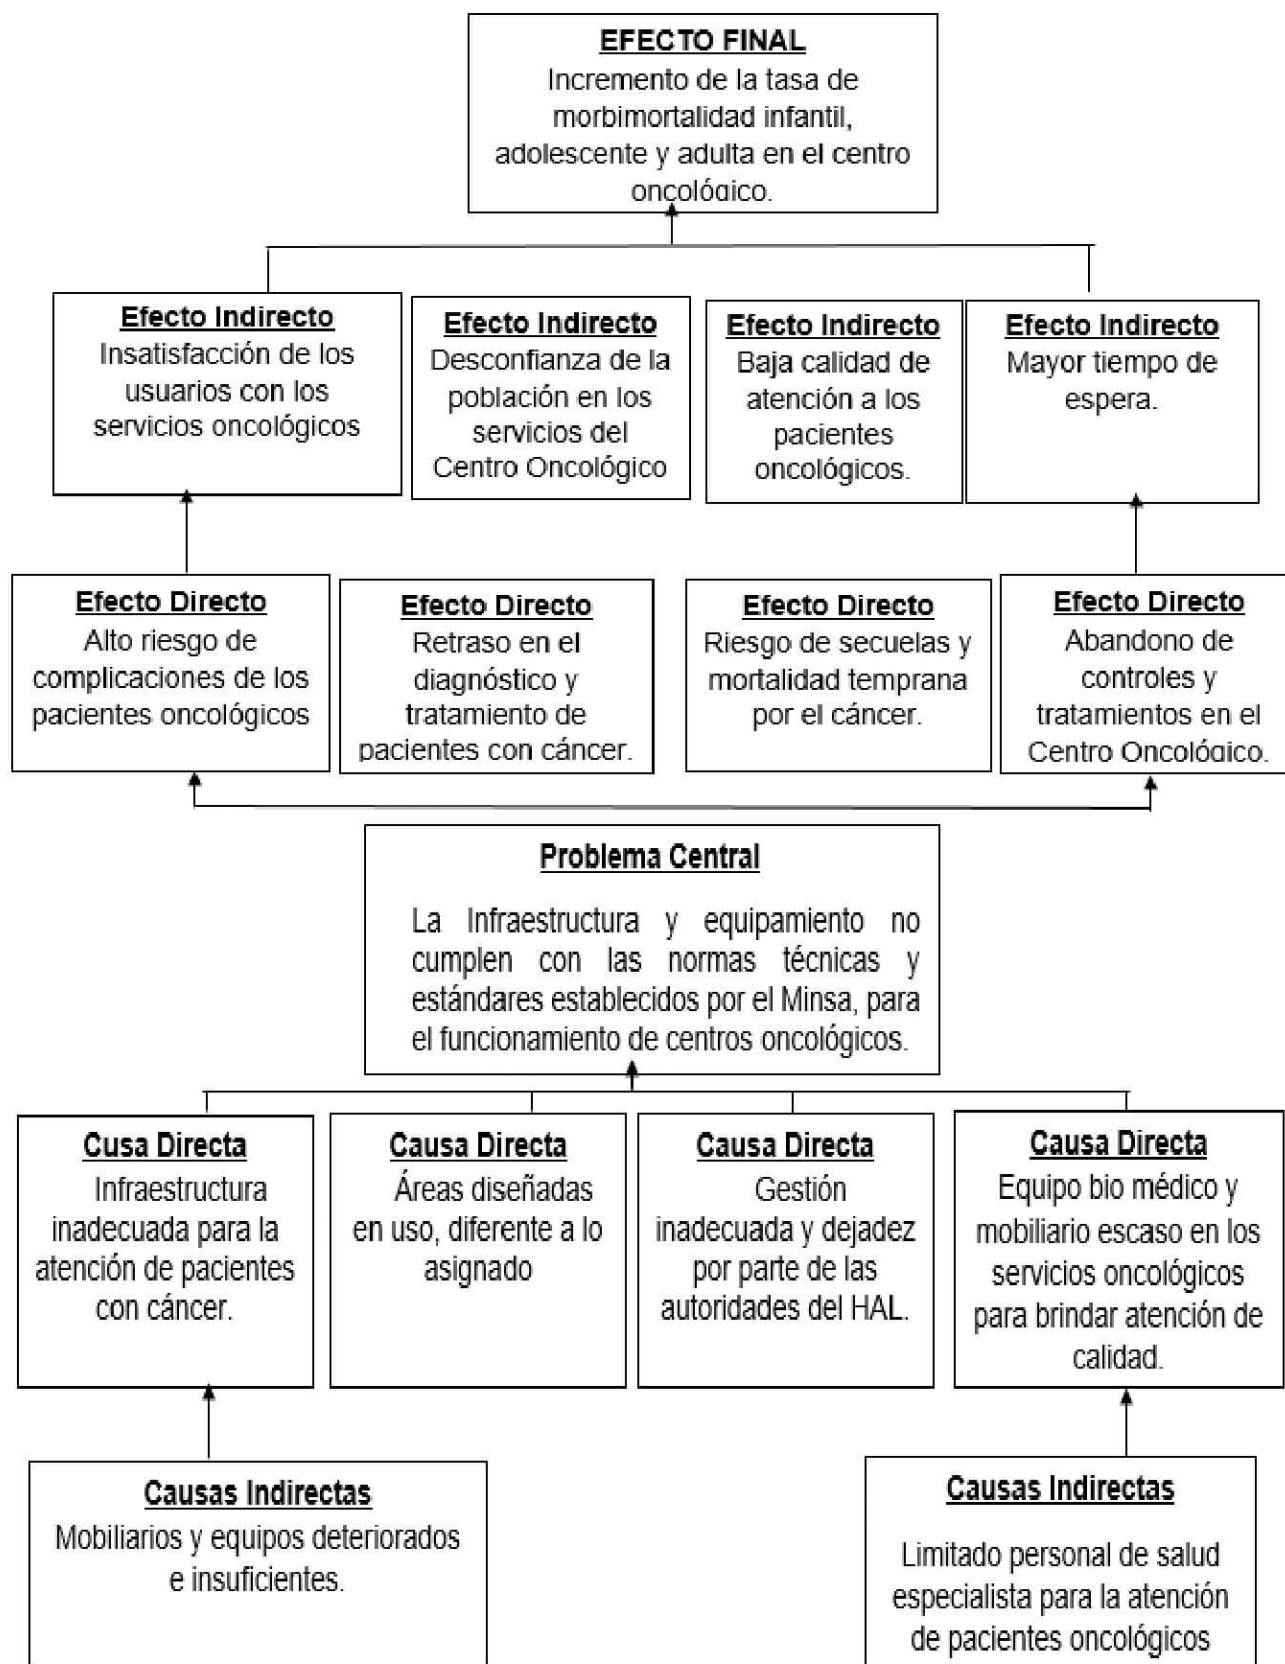 EFECTO FINAL
Incremento de la tasa de
morbimortalidad infantil,
adolescente y adulta en el centro
oncológico.
Efecto Indirecto
Insatisfacción de los
usuarios con los
servicios oncológicos
Efecto Indirecto
Desconfianza de la
población en los
servicios del
Centro Oncológico
Efecto Indirecto
Baja calidad de
atención a los
pacientes
oncológicos.
Efecto Indirecto
Mayor tiempo de
espera.
Efecto Directo
Alto riesgo de
complicaciones de los
pacientes oncológicos
Efecto Directo
Retraso en el
diagnóstico y
tratamiento de
pacientes con cáncer.
Efecto Directo
Riesgo de secuelas y
mortalidad temprana
por el cáncer.
Efecto Directo
Abandono de
controles y
tratamientos en el
Centro Oncológico.
Problema Central
La Infraestructura y equipamiento no
cumplen con las normas técnicas y
estándares establecidos por el Minsa, para
el funcionamiento de centros oncológicos.
Cusa Directa
Infraestructura
inadecuada para la
atención de pacientes
con cáncer.
Causa Directa
Áreas diseñadas
en uso, diferente a lo
asignado
Causa Directa
Gestión
inadecuada y dejadez
por parte de las
autoridades del HAL.
Causa Directa
Equipo bio médico y
mobiliario escaso en los
servicios oncológicos
para brindar atención de
calidad.
Causas Indirectas
Mobiliarios y equipos deteriorados
e insuficientes.
Causas Indirectas
Limitado personal de salud
especialista para la atención
de pacientes oncológicos